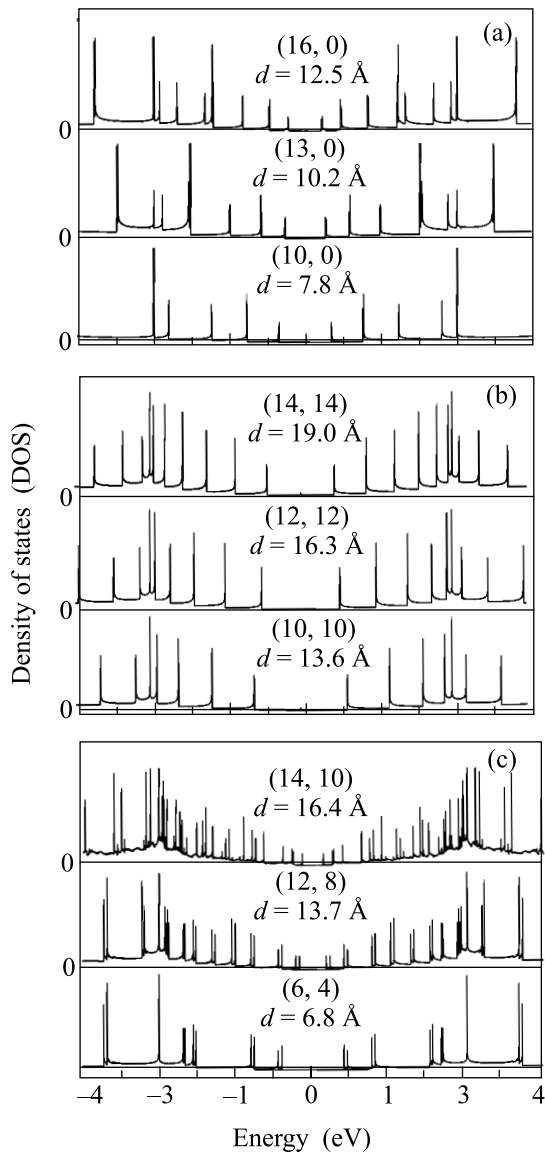 (a)
(16, 0)
d = 12.5 Å
0
(13, 0)
d = 10.2 Å
0
(10, 0)
d = 7.8 Å
0
(b)
(14, 14)
d = 19.0 Å
0
(12, 12)
d = 16.3 Å
0
(10, 10)
d = 13.6 Å
0
Density of states (DOS)
(c)
(14, 10)
d = 16.4 Å
0
(12, 8)
d = 13.7 Å
0
(6, 4)
d = 6.8 Å
−4 −3 −1 0 1 3 4
Energy (eV)